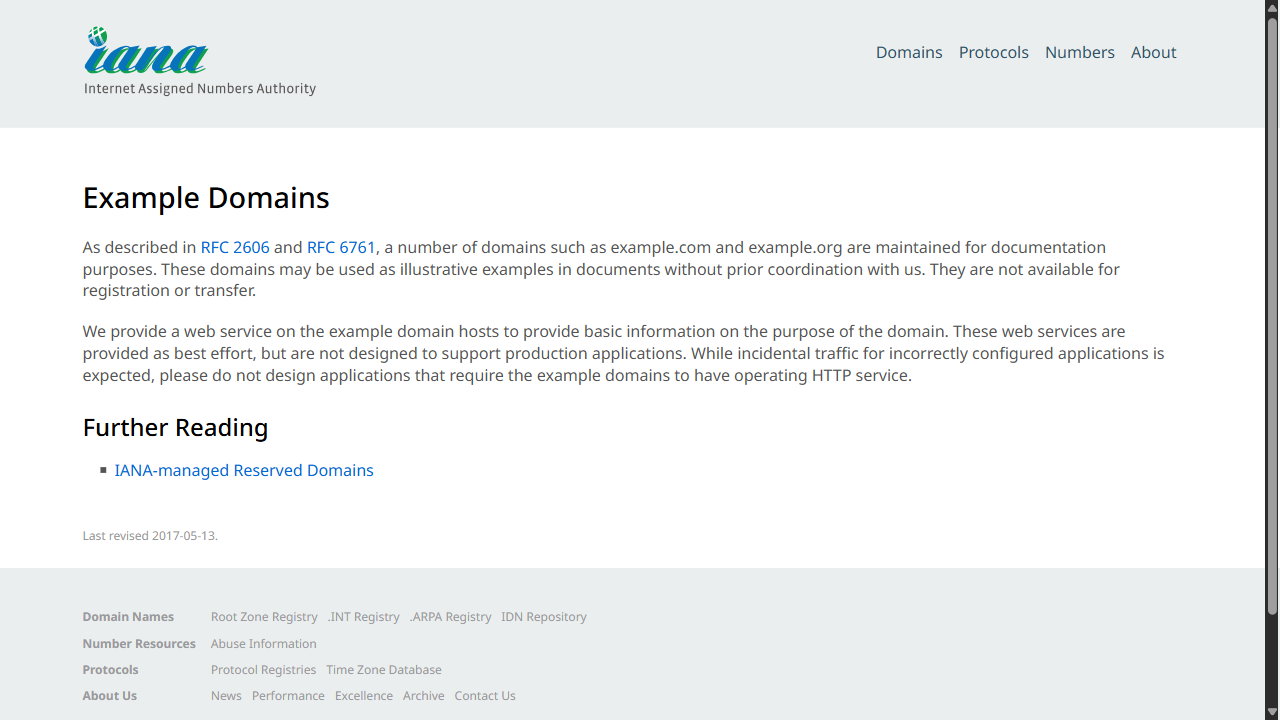 iana
Internet Assigned Numbers Authority
Domains Protocols Numbers About
Example Domains
As described in RFC 2606 and RFC 6761, a number of domains such as example.com and example.org are maintained for documentation
purposes. These domains may be used as illustrative examples in documents without prior coordination with us. They are not available for
registration or transfer.
We provide a web service on the example domain hosts to provide basic information on the purpose of the domain. These web services are
provided as best effort, but are not designed to support production applications. While incidental traffic for incorrectly configured applications is
expected, please do not design applications that require the example domains to have operating HTTP service.
Further Reading
IANA-managed Reserved Domains
Last revised 2017-05-13.
Domain Names Root Zone Registry .INT Registry .ARPA Registry IDN Repository
Number Resources Abuse Information
Protocols Protocol Registries Time Zone Database
About Us News Performance Excellence Archive Contact Us